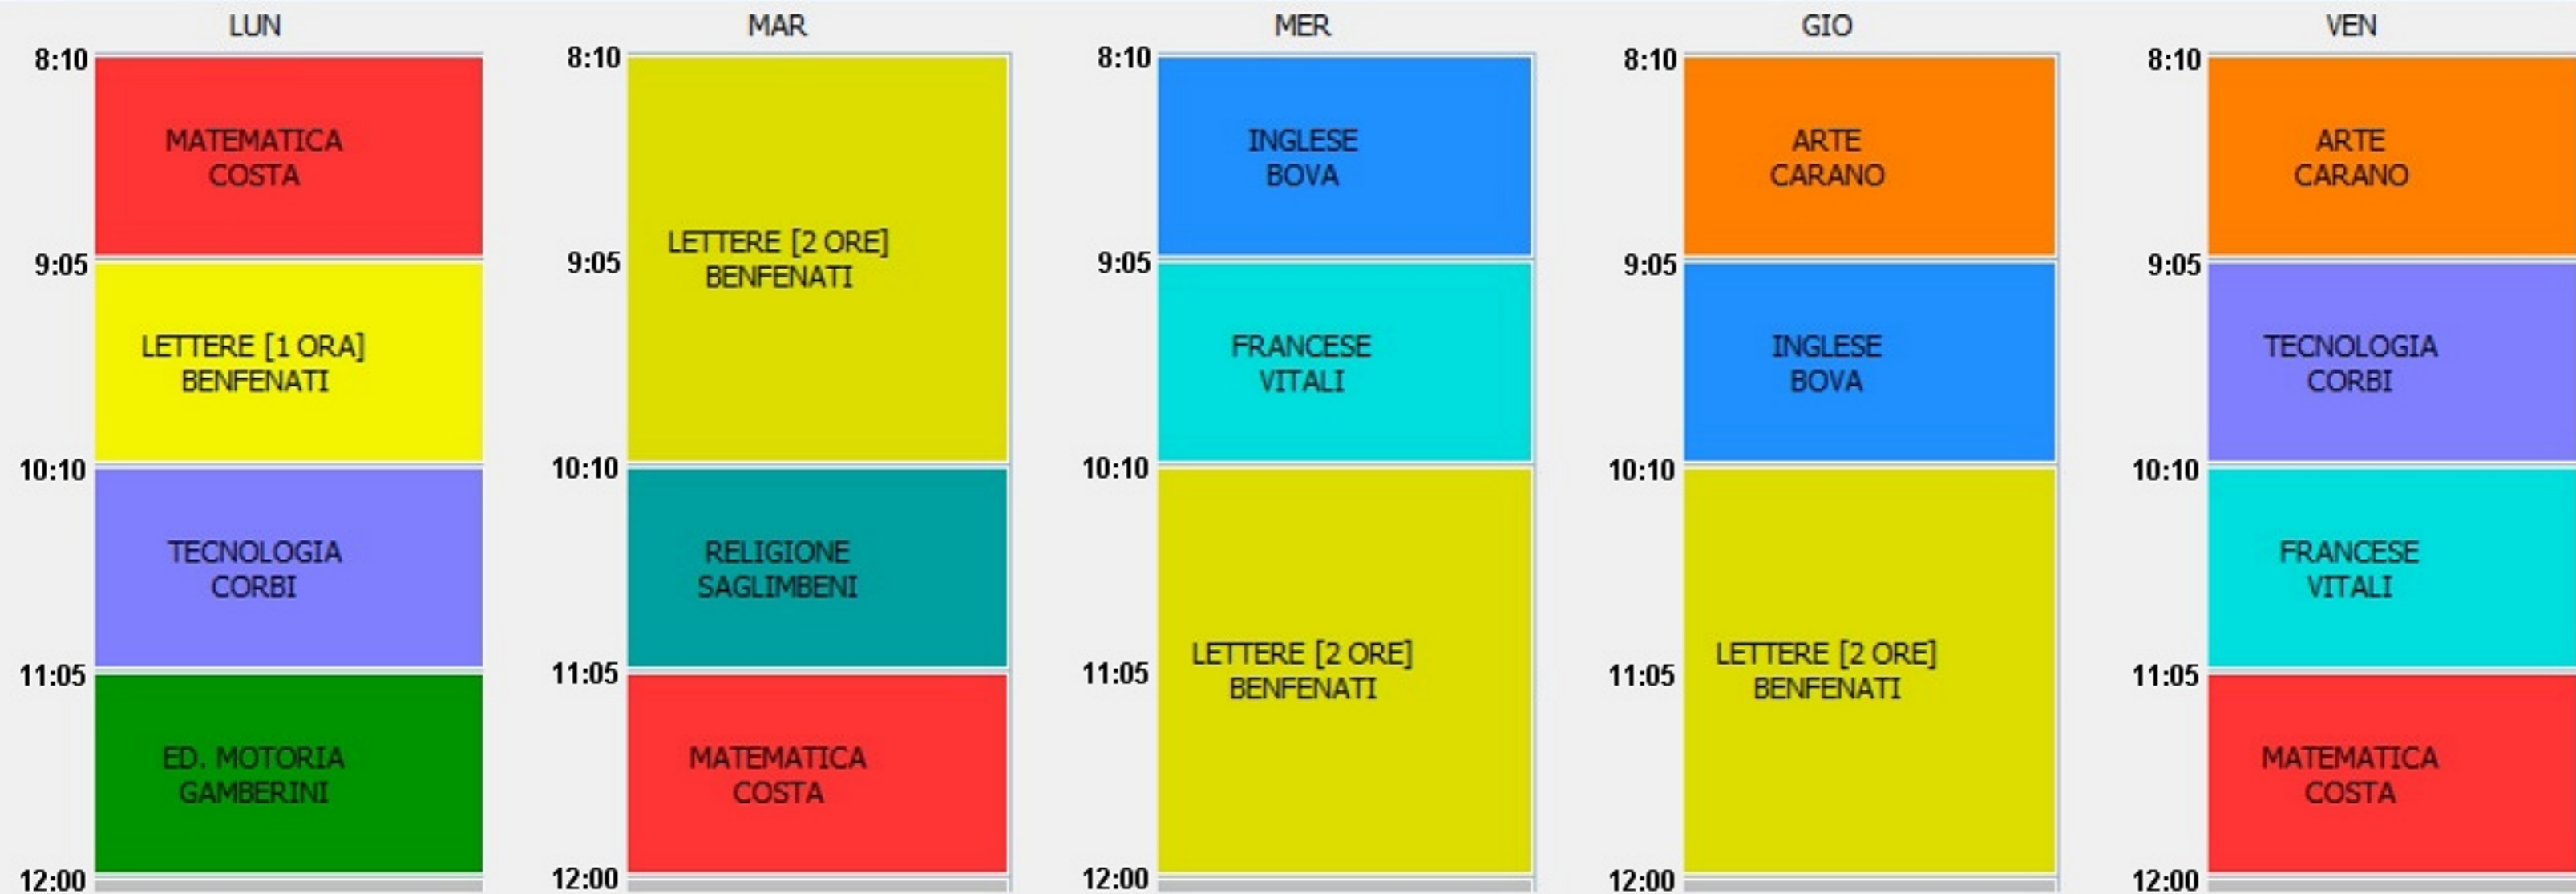 LUN
8:10
MATEMATICA
COSTA
9:05
LETTERE [1 ORA]
BENFENATI
10:10
TECNOLOGIA
CORBI
11:05
ED. MOTORIA
GAMBERINI
12:00
MAR
8:10
LETTERE [2 ORE]
9:05
BENFENATI
10:10
RELIGIONE
SAGLIMBENI
11:05
MATEMATICA
COSTA
12:00
MER
8:10
INGLESE
BOVA
9:05
FRANCESE
VITALI
10:10
LETTERE [2 ORE]
11:05
BENFENATI
12:00
GIO
8:10
ARTE
CARANO
9:05
INGLESE
BOVA
10:10
LETTERE [2 ORE]
11:05
BENFENATI
12:00
VEN
8:10
ARTE
CARANO
9:05
TECNOLOGIA
CORBI
10:10
FRANCESE
VITALI
11:05
MATEMATICA
COSTA
12:00